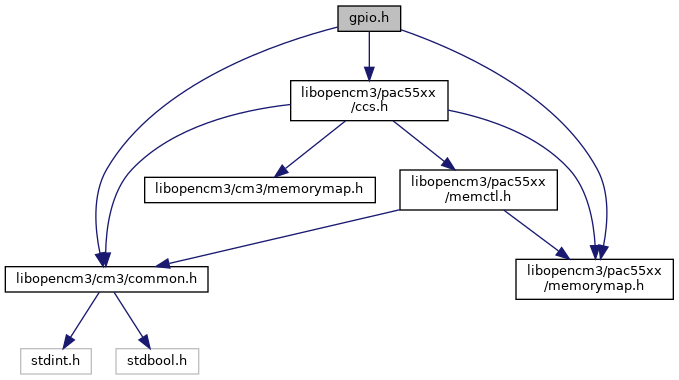 gpio.h
libopencm3/pac55xx
/ccs.h
libopencm3/cm3/memorymap.h
libopencm3/pac55xx
/memctl.h
libopencm3/cm3/common.h
libopencm3/pac55xx
/memorymap.h
stdint.h
stdbool.h